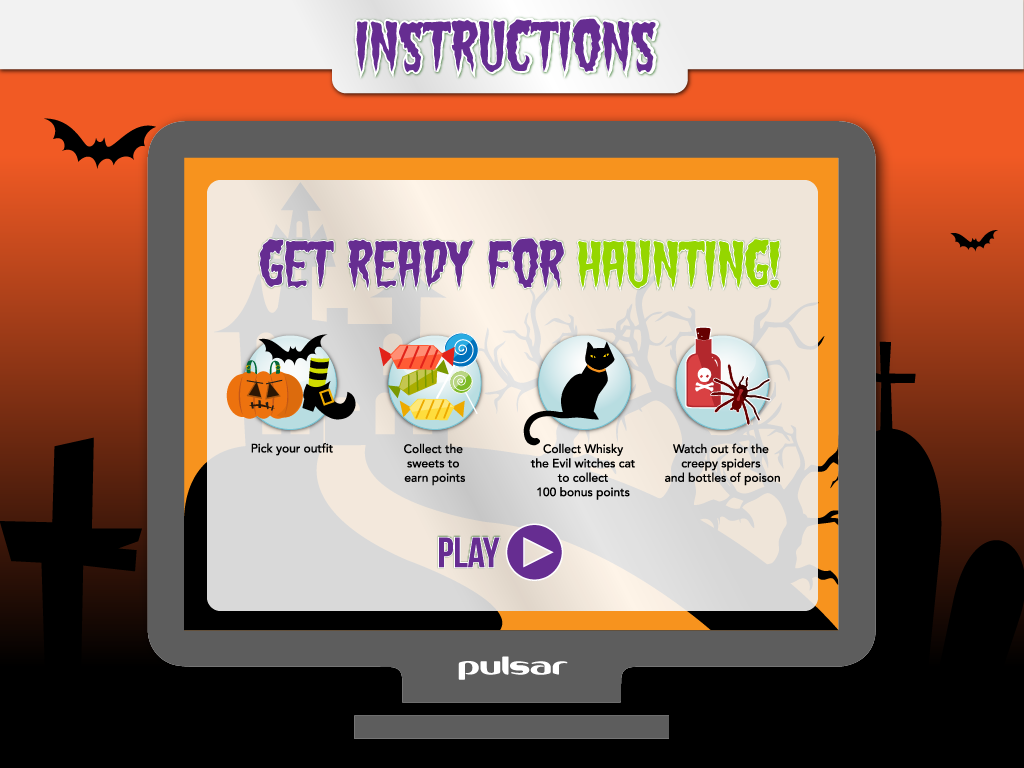 INSTRUCTIONS
GET READY FOR HAUNTING!
Pick your outfit
Collect the
sweets to
earn points
Collect Whisky
the Evil witches cat
to collect
100 bonus points
Watch out for the
creepy spiders
and bottles of poison
PLAY
pulsar